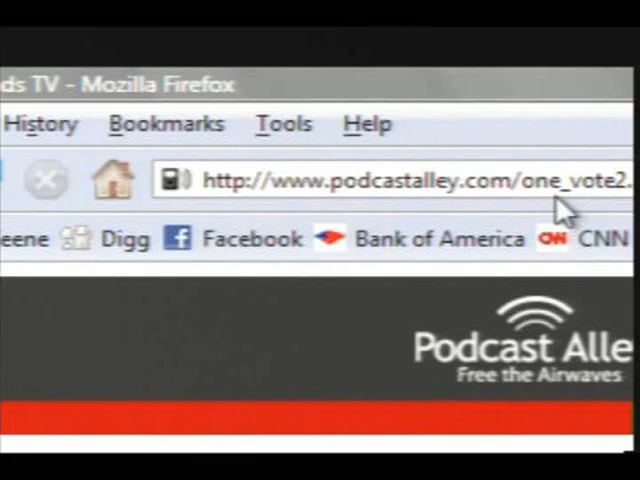 ds TV - Mozilla Firefox
History Bookmarks Tools Help
http://www.podcastalley.com/one_vote2.
eene Digg Facebook Bank of America CNN CNN
Podcast Alle
Free the Airwaves